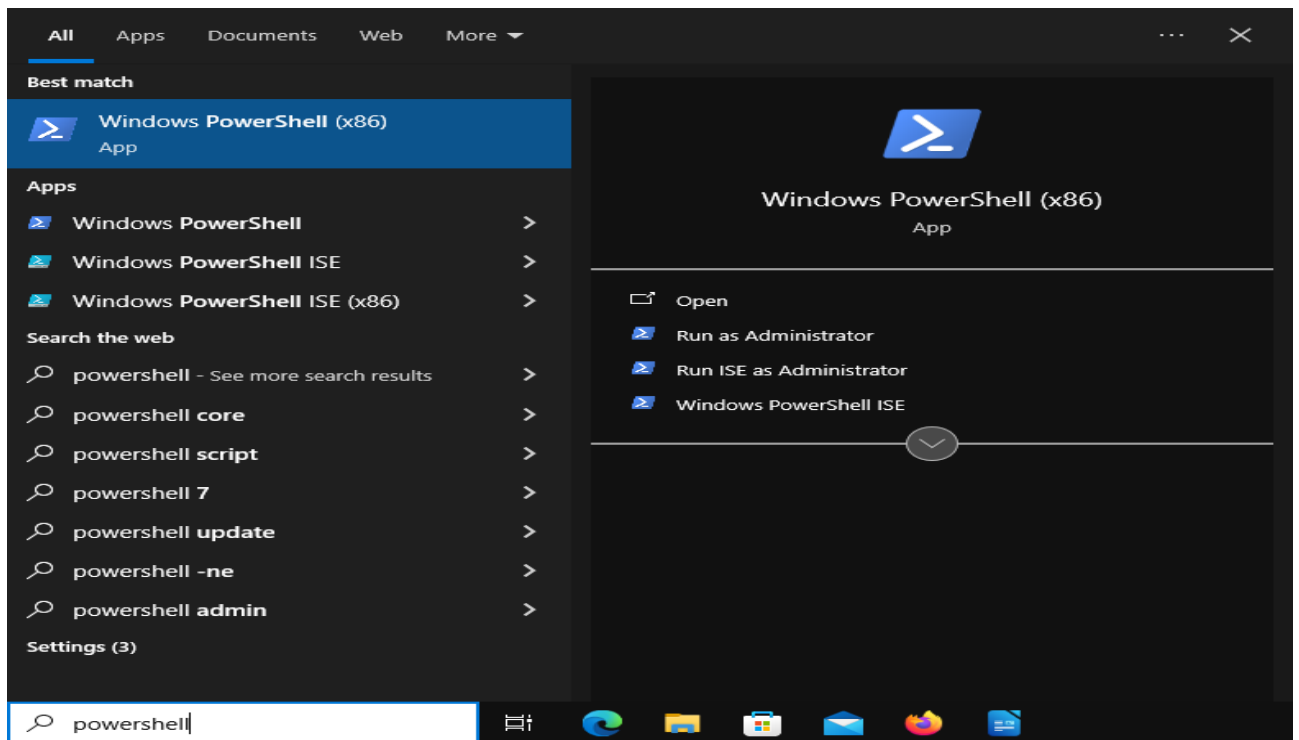 All Apps Documents Web More
Best match
Windows PowerShell (x86)
App
Apps
Windows PowerShell
Windows PowerShell ISE
Windows PowerShell ISE (x86)
Search the web
powershell - See more search results
powershell core
powershell script
powershell 7
powershell update
powershell -ne
powershell admin
Settings (3)
powershell
Windows PowerShell (x86)
App
Open
Run as Administrator
Run ISE as Administrator
Windows PowerShell ISE